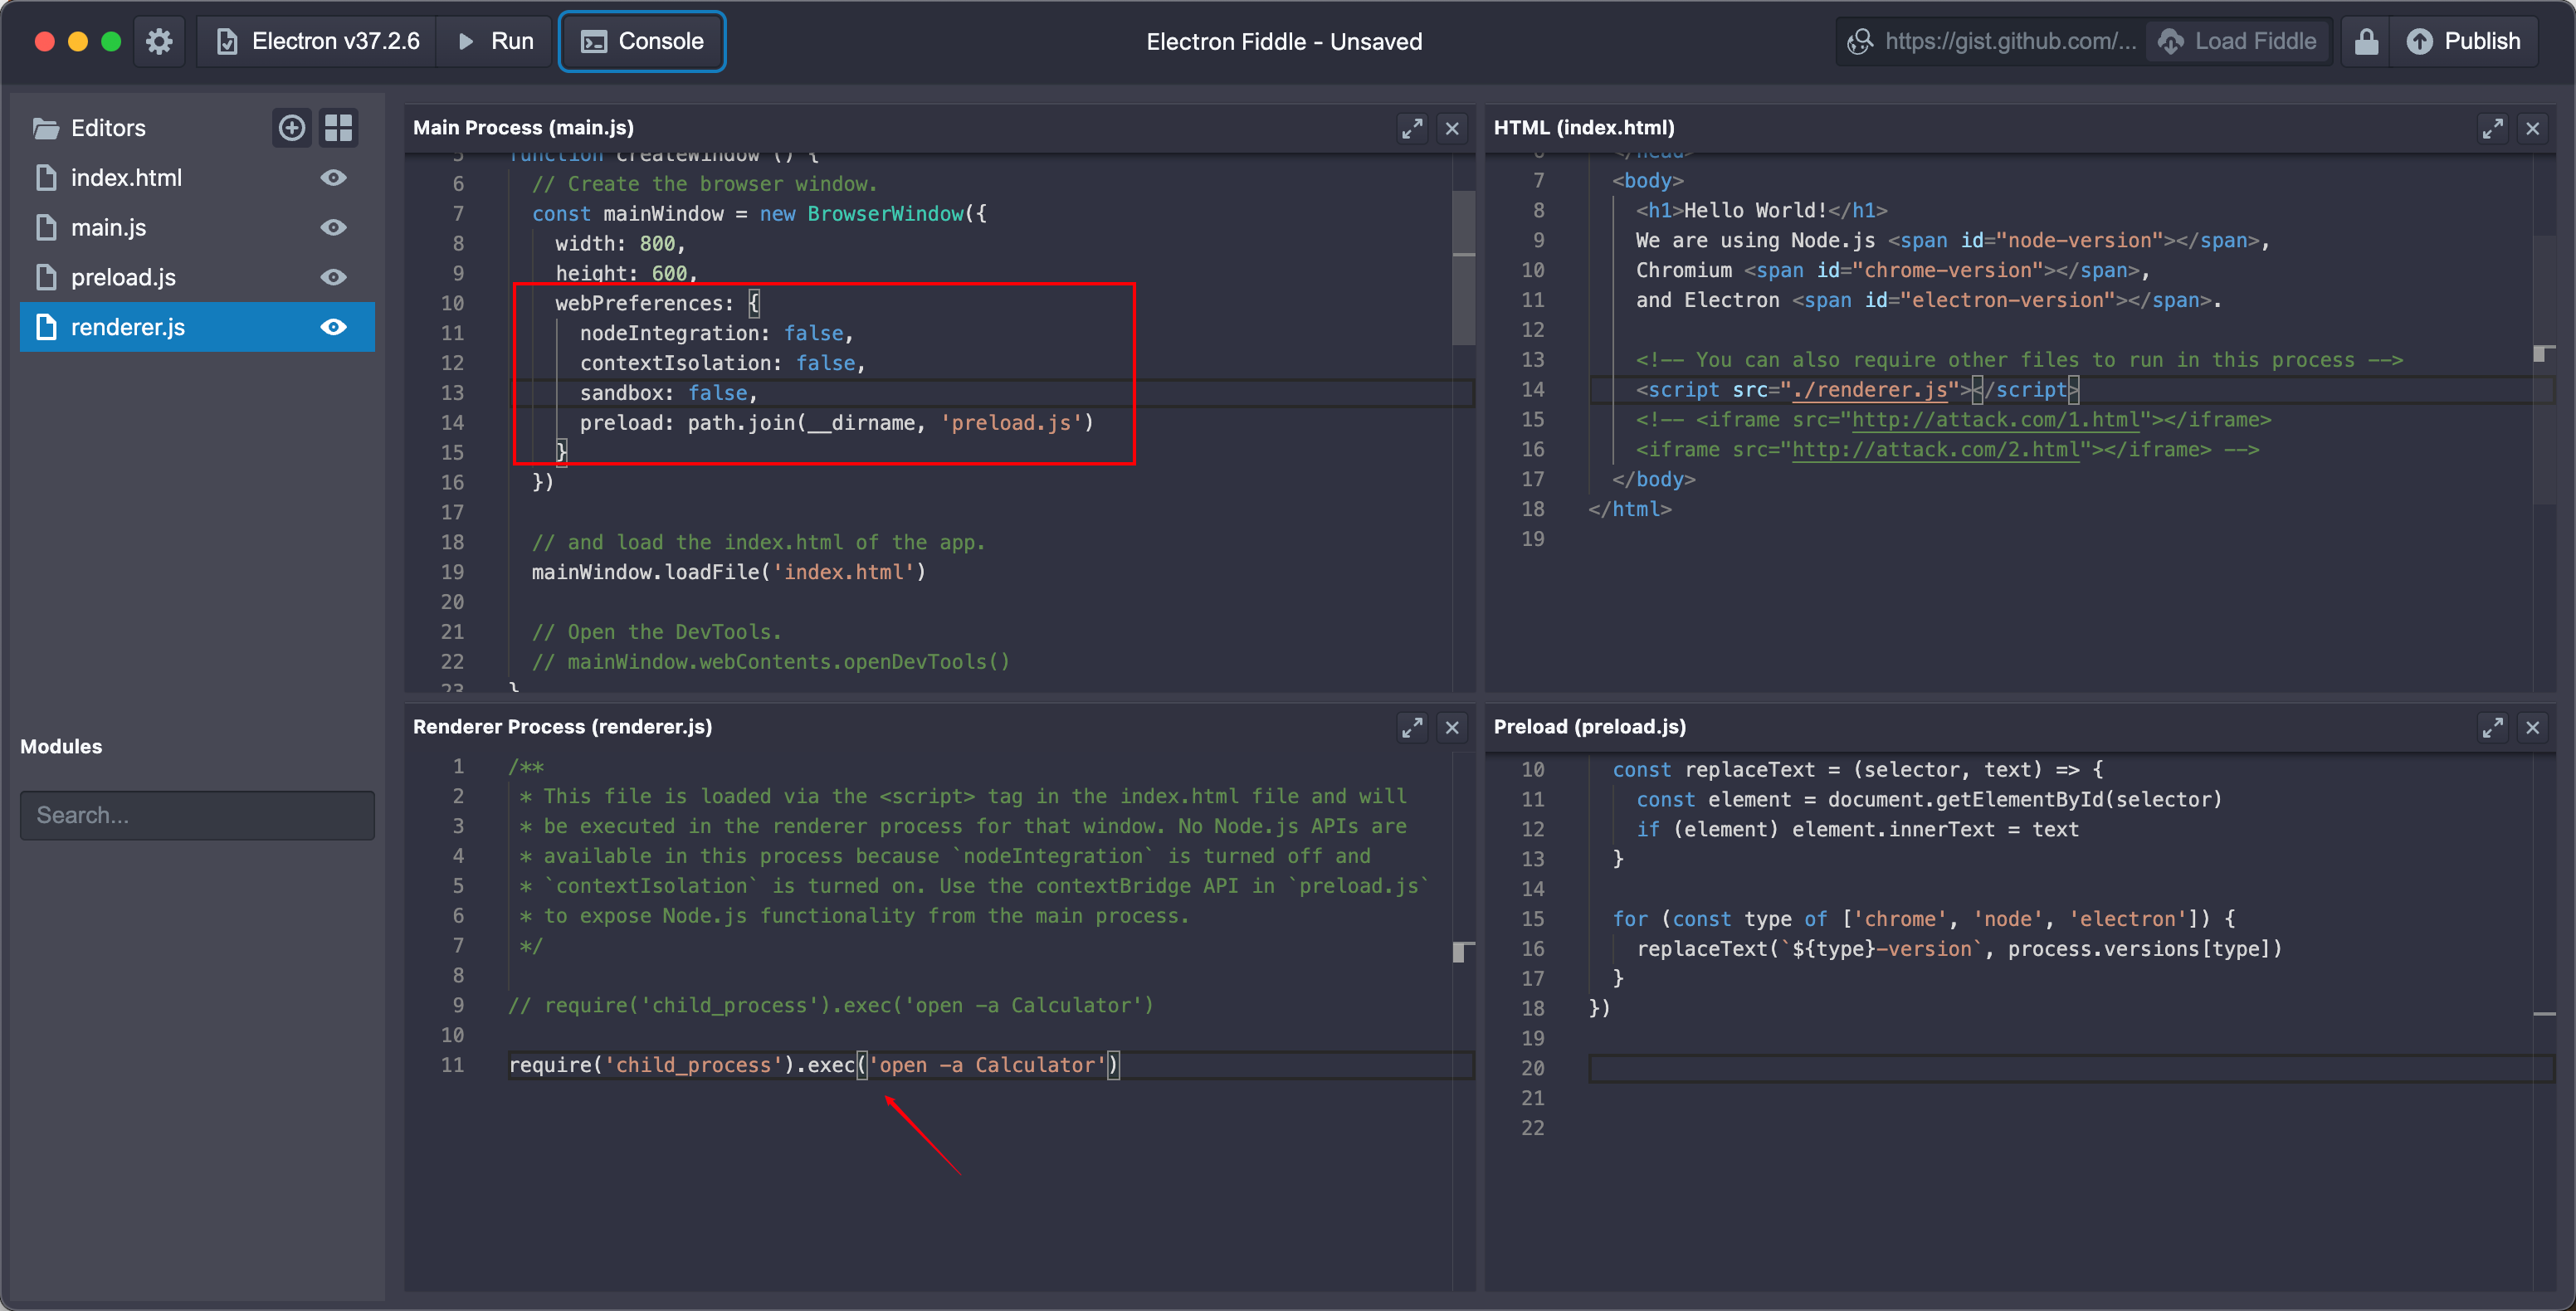 Electron v37.2.6
Run
Console
Electron Fiddle - Unsaved
https://gist.github.com/...
Load Fiddle
Publish
Editors
index.html
main.js
preload.js
renderer.js
Modules
Search...
Main Process (main.js)
5 function createWindow () {
6 // Create the browser window.
7 const mainWindow = new BrowserWindow({
8 width: 800,
9 height: 600,
10 webPreferences: {
11 nodeIntegration: false,
12 contextIsolation: false,
13 sandbox: false,
14 preload: path.join(__dirname, 'preload.js')
15 }
16 })
17
18 // and load the index.html of the app.
19 mainWindow.loadFile('index.html')
20
21 // Open the DevTools.
22 // mainWindow.webContents.openDevTools()
23 }
HTML (index.html)
6 </head>
7 <body>
8 <h1>Hello World!</h1>
9 We are using Node.js <span id="node-version"></span>,
10 Chromium <span id="chrome-version"></span>,
11 and Electron <span id="electron-version"></span>.
12
13 <!-- You can also require other files to run in this process -->
14 <script src="./renderer.js"></script>
15 <!-- <iframe src="http://attack.com/1.html"></iframe>
16 <iframe src="http://attack.com/2.html"></iframe> -->
17 </body>
18 </html>
19
Renderer Process (renderer.js)
1 /**
2 * This file is loaded via the <script> tag in the index.html file and will
3 * be executed in the renderer process for that window. No Node.js APIs are
4 * available in this process because `nodeIntegration` is turned off and
5 * `contextIsolation` is turned on. Use the contextBridge API in `preload.js`
6 * to expose Node.js functionality from the main process.
7 */
8
9 // require('child_process').exec('open -a Calculator')
10
11 require('child_process').exec('open -a Calculator')
Preload (preload.js)
10 const replaceText = (selector, text) => {
11 const element = document.getElementById(selector)
12 if (element) element.innerText = text
13 }
14
15 for (const type of ['chrome', 'node', 'electron']) {
16 replaceText(`${type}-version`, process.versions[type])
17 }
18 })
19
20
21
22